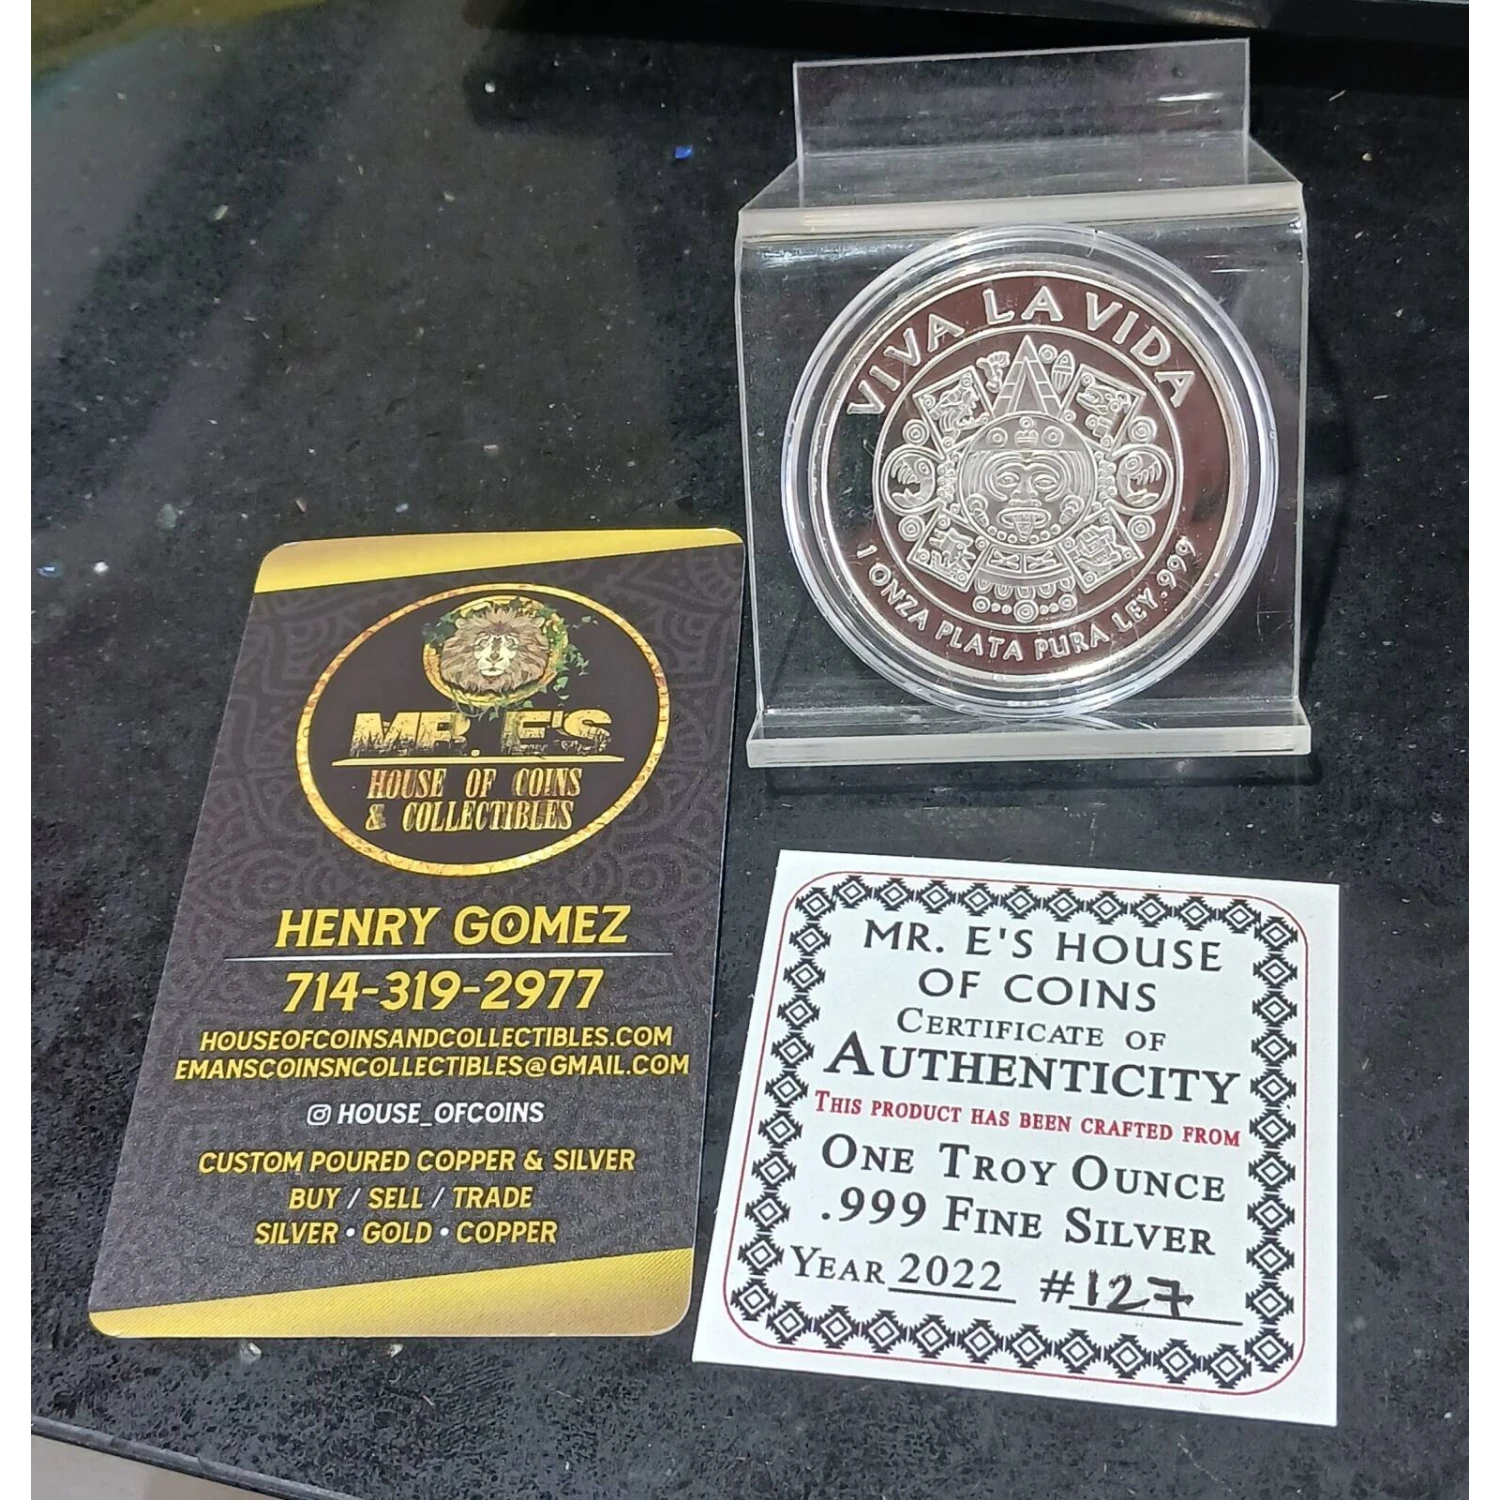 VIVA LA VIDA
1 ONZA PLATA PURA LEY .999
MR. E'S
HOUSE OF COINS
& COLLECTIBLES
HENRY GOMEZ
714-319-2977
HOUSEOFCOINSANDCOLLECTIBLES.COM
EMANSCOINSNCOLLECTIBLES@GMAIL.COM
HOUSE_OFCOINS
CUSTOM POURED COPPER & SILVER
BUY / SELL / TRADE
SILVER • GOLD • COPPER
MR. E'S HOUSE
OF COINS
CERTIFICATE OF
AUTHENTICITY
THIS PRODUCT HAS BEEN CRAFTED FROM
ONE TROY OUNCE
.999 FINE SILVER
YEAR 2022 #127